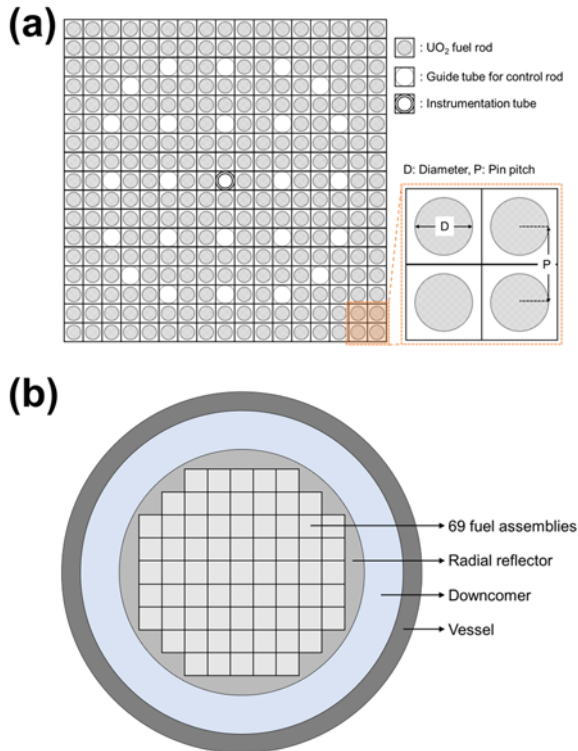 (a)
: UO₂ fuel rod
: Guide tube for control rod
: Instrumentation tube
D: Diameter, P: Pin pitch
D
P
(b)
69 fuel assemblies
Radial reflector
Downcomer
Vessel